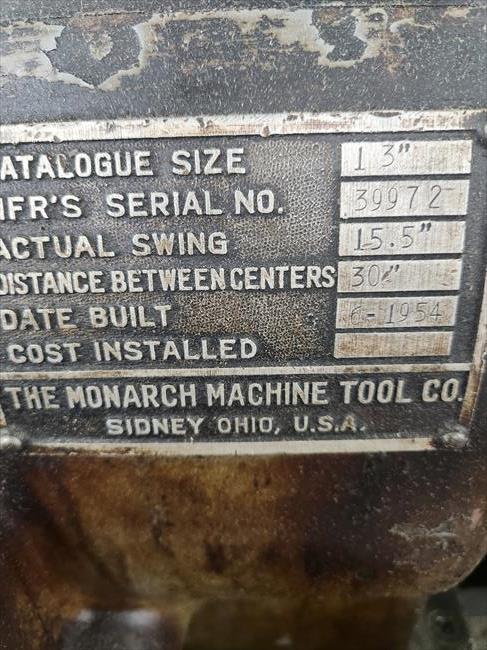 ATALOGUE SIZE 13"
MFR'S SERIAL NO. 39972
ACTUAL SWING 15.5"
DISTANCE BETWEEN CENTERS 30"
DATE BUILT 6-1954
COST INSTALLED
THE MONARCH MACHINE TOOL CO.
SIDNEY OHIO, U.S.A.